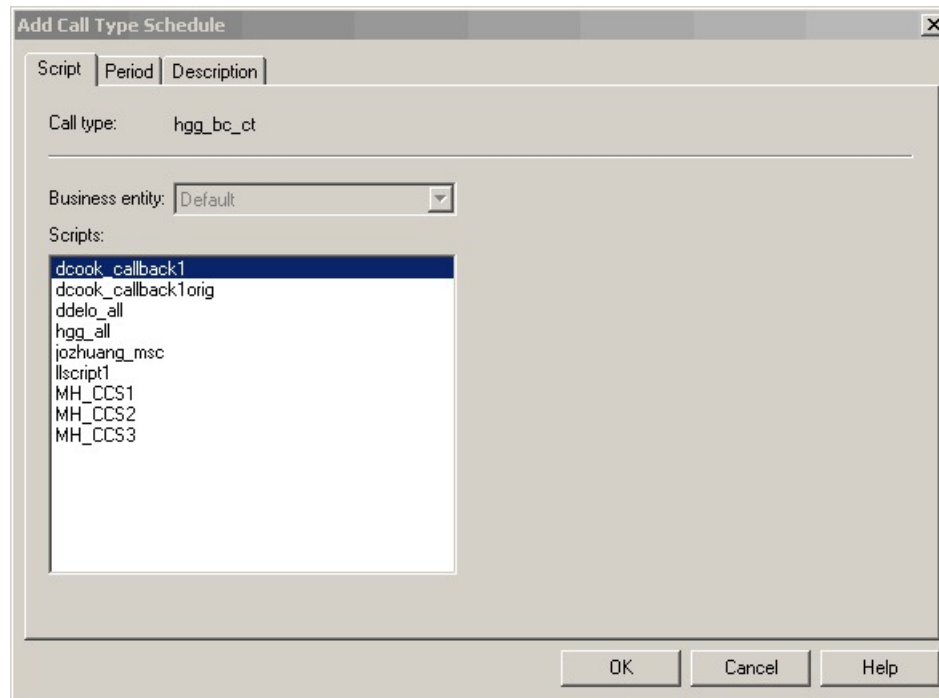 Add Call Type Schedule
Script Period Description
Call type: hgg_bc_ct
Business entity: Default
Scripts:
dcook_callback1
dcook_callback1orig
ddelo_all
hgg_all
jozhuang_msc
llscript1
MH_CCS1
MH_CCS2
MH_CCS3
OK Cancel Help